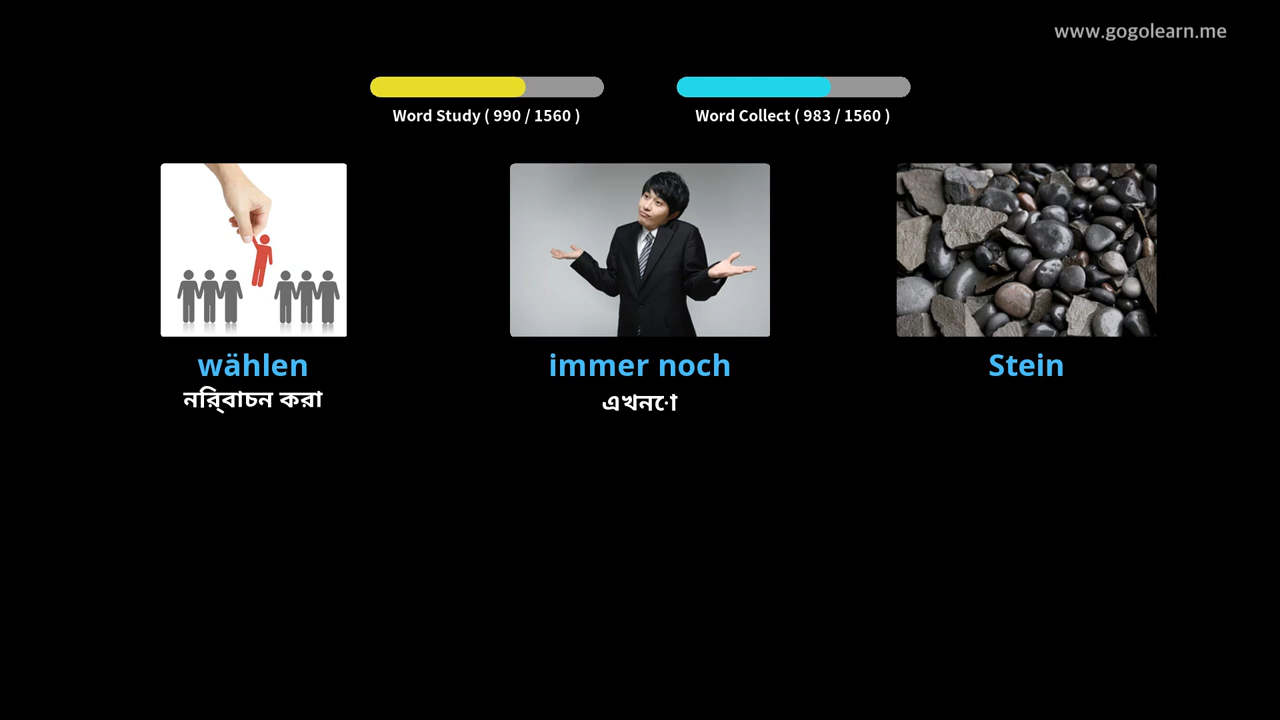 www.gogolearn.me
Word Study ( 990 / 1560 )
Word Collect ( 983 / 1560 )
wählen
immer noch
Stein
নির্বাচন করা
এখনো